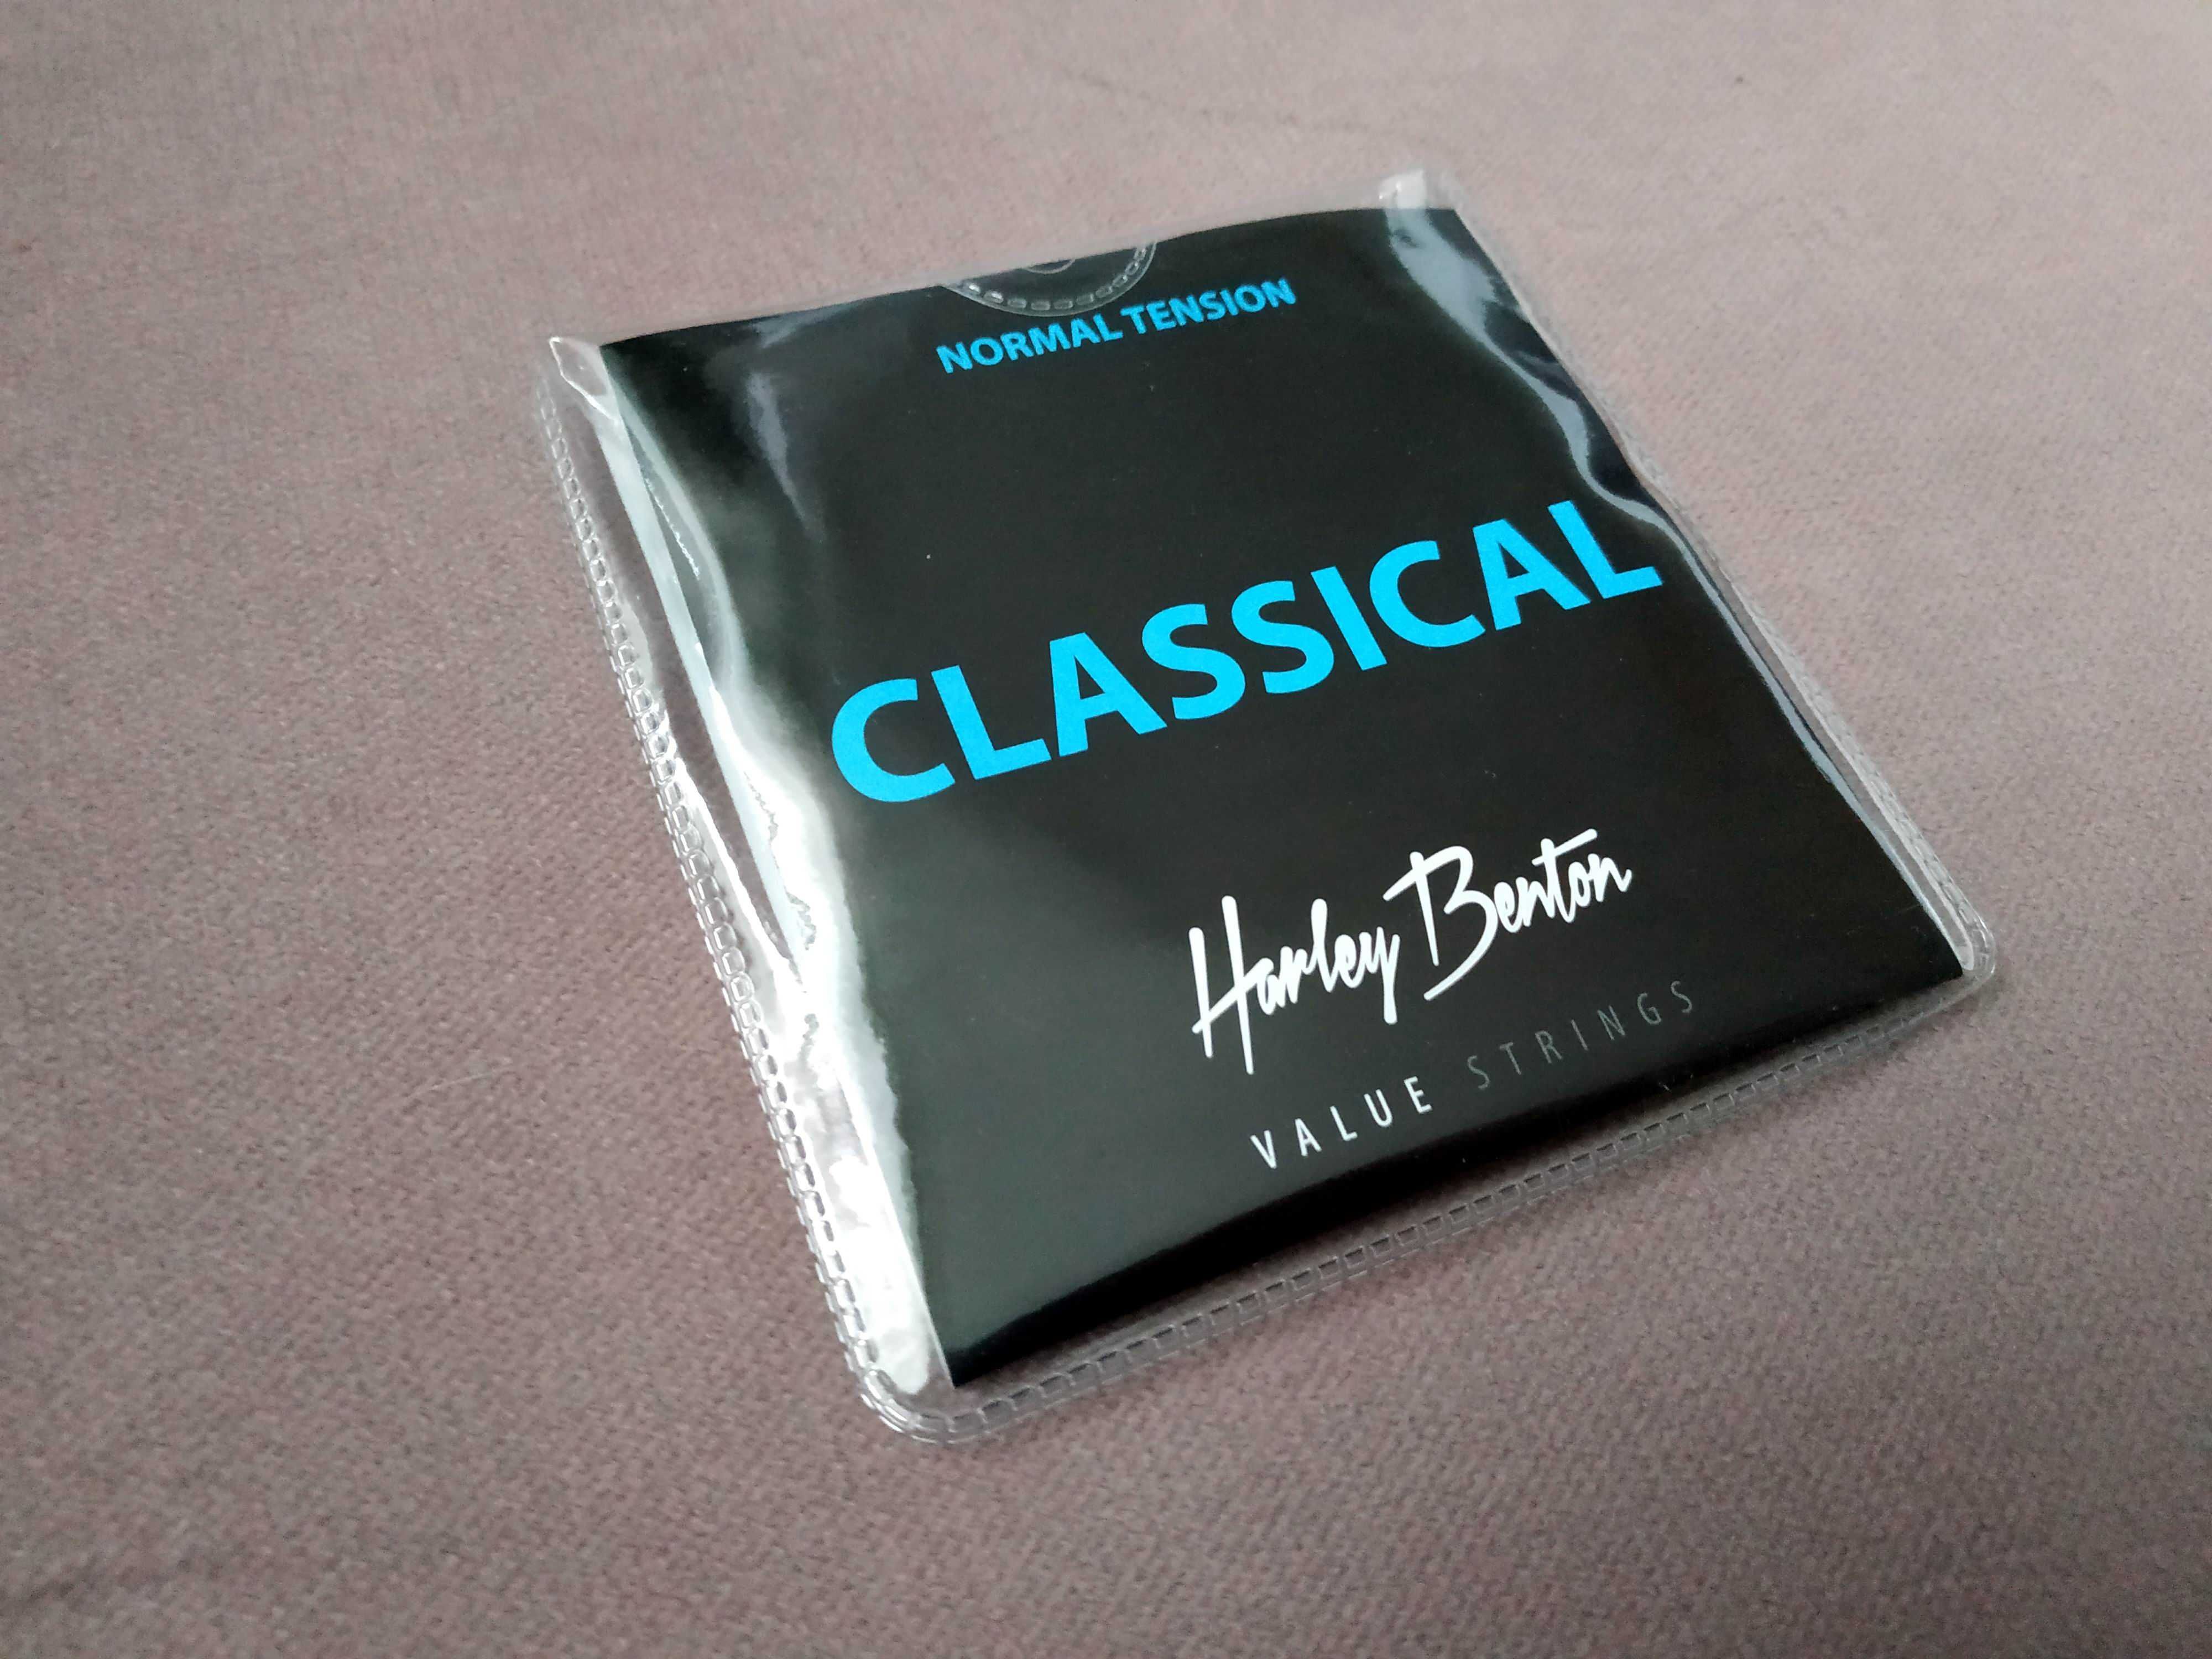 NORMAL TENSION
CLASSICAL
Harley Benton
VALUE STRINGS